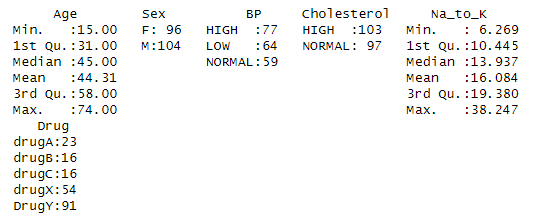 Age Sex BP Cholesterol Na_to_K
Min. :15.00 F: 96 HIGH :77 HIGH :103 Min. : 6.269
1st Qu.:31.00 M:104 LOW :64 NORMAL: 97 1st Qu.:10.445
Median :45.00 NORMAL:59 Median :13.937
Mean :44.31 Mean :16.084
3rd Qu.:58.00 3rd Qu.:19.380
Max. :74.00 Max. :38.247
Drug
drugA:23
drugB:16
drugC:16
drugX:54
DrugY:91